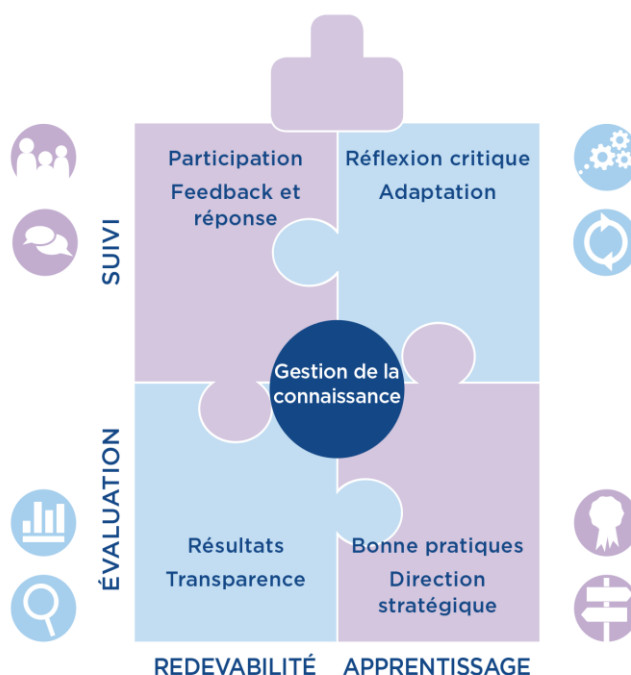 Participation
Feedback et
réponse
Réflexion critique
Adaptation
SUIVI
Gestion de la
connaissance
ÉVALUATION
Résultats
Transparence
Bonne pratiques
Direction
stratégique
REDEVABILITÉ
APPRENTISSAGE